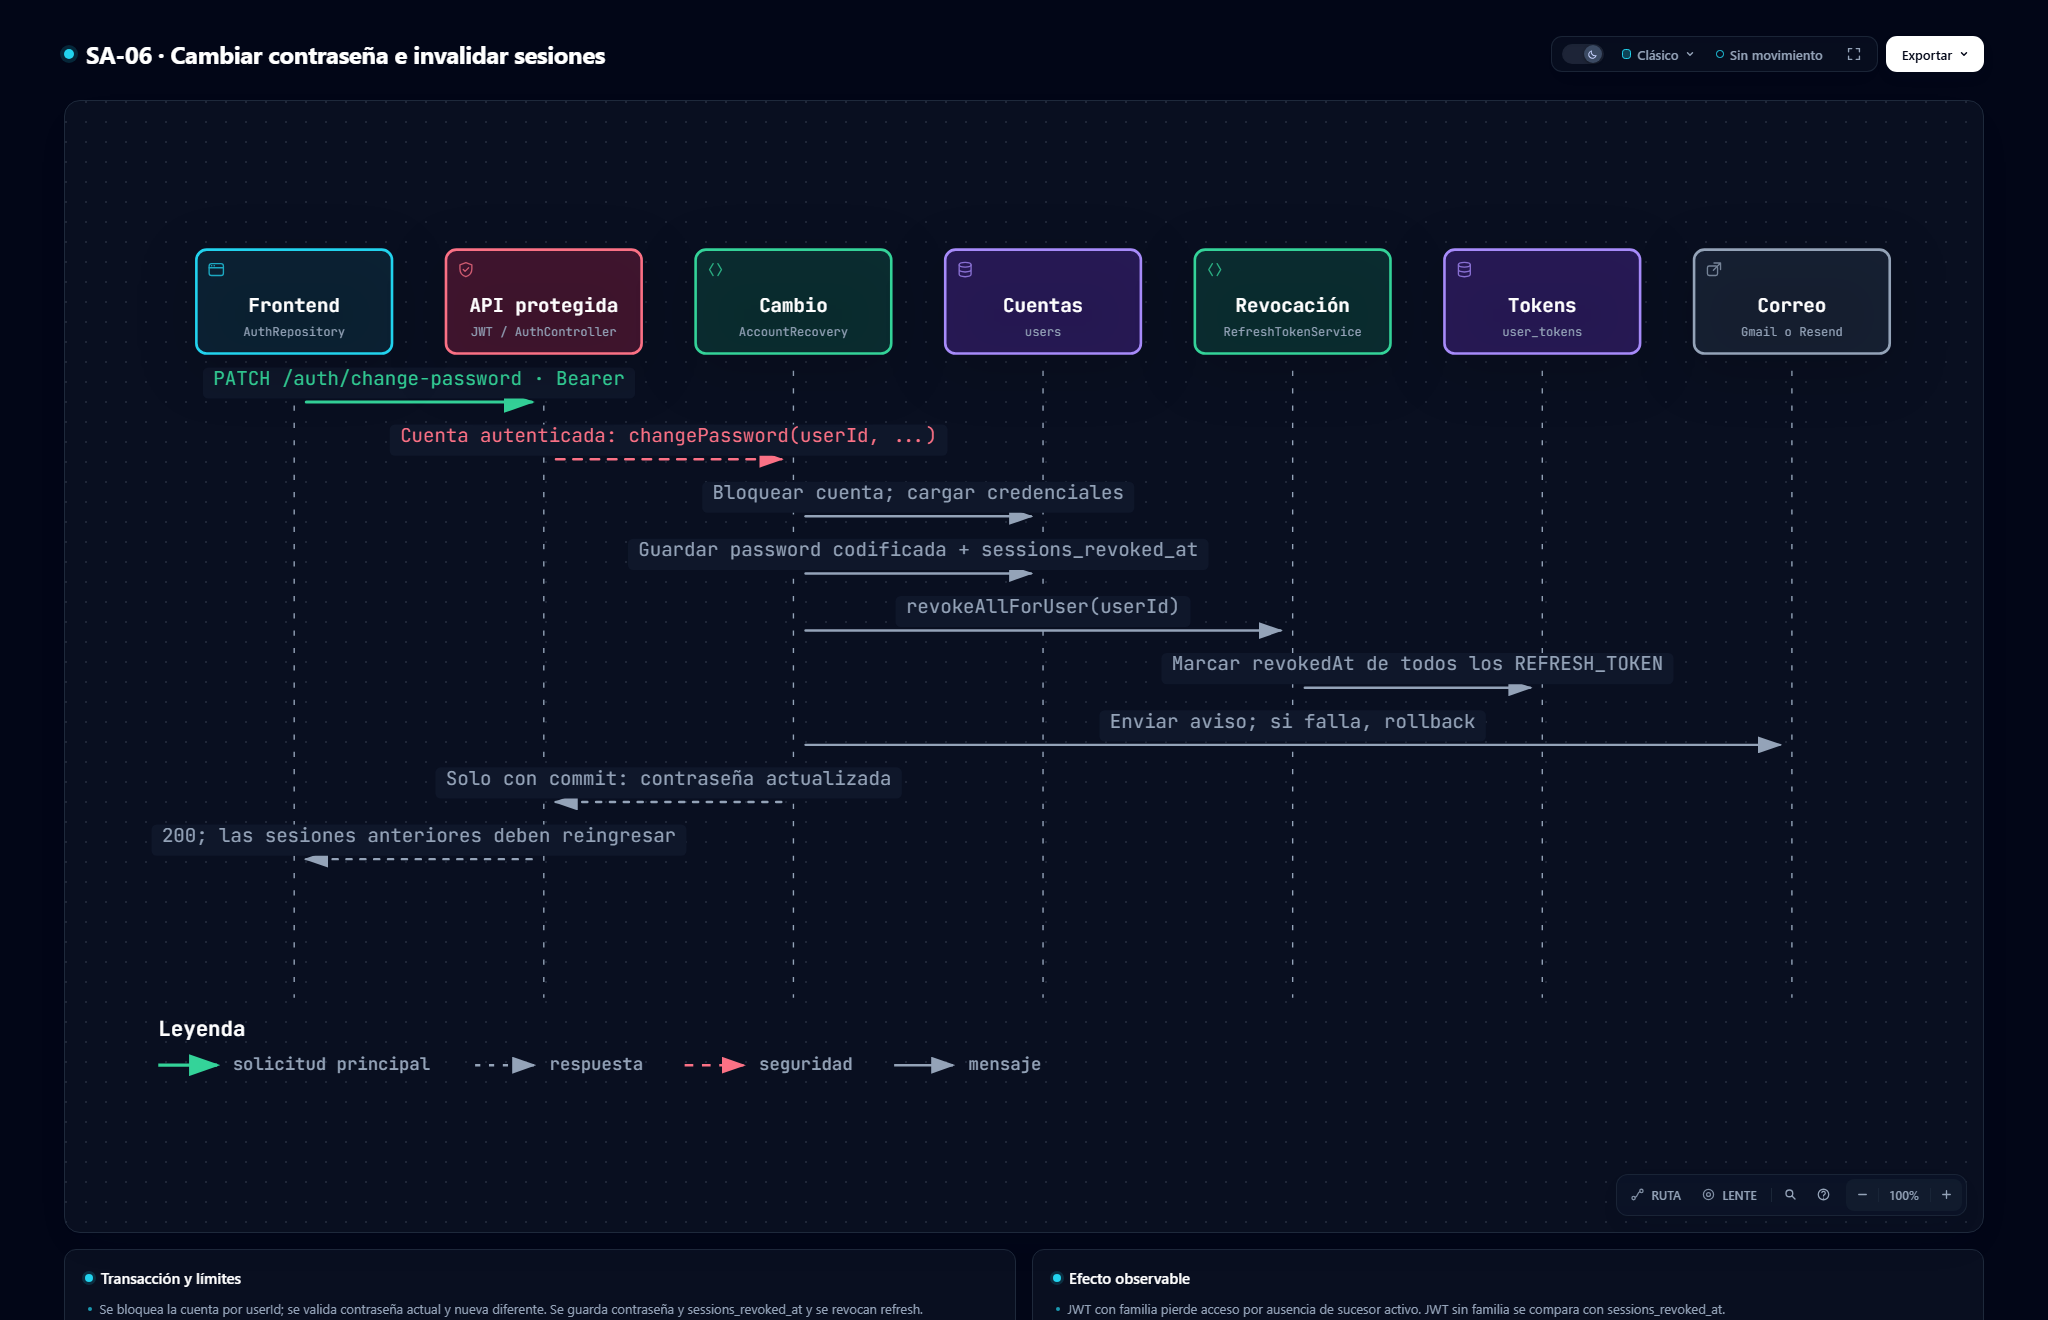 SA-06 · Cambiar contraseña e invalidar sesiones
Clásico
Sin movimiento
Exportar
Frontend
AuthRepository
API protegida
JWT / AuthController
Cambio
AccountRecovery
Cuentas
users
Revocación
RefreshTokenService
Tokens
user_tokens
Correo
Gmail o Resend
PATCH /auth/change-password · Bearer
Cuenta autenticada: changePassword(userId, ...)
Bloquear cuenta; cargar credenciales
Guardar password codificada + sessions_revoked_at
revokeAllForUser(userId)
Marcar revokedAt de todos los REFRESH_TOKEN
Enviar aviso; si falla, rollback
Solo con commit: contraseña actualizada
200; las sesiones anteriores deben reingresar
Leyenda
solicitud principal
respuesta
seguridad
mensaje
RUTA
LENTE
100%
Transacción y límites
• Se bloquea la cuenta por userId; se valida contraseña actual y nueva diferente. Se guarda contraseña y sessions_revoked_at y se revocan refresh.
Efecto observable
• JWT con familia pierde acceso por ausencia de sucesor activo. JWT sin familia se compara con sessions_revoked_at.